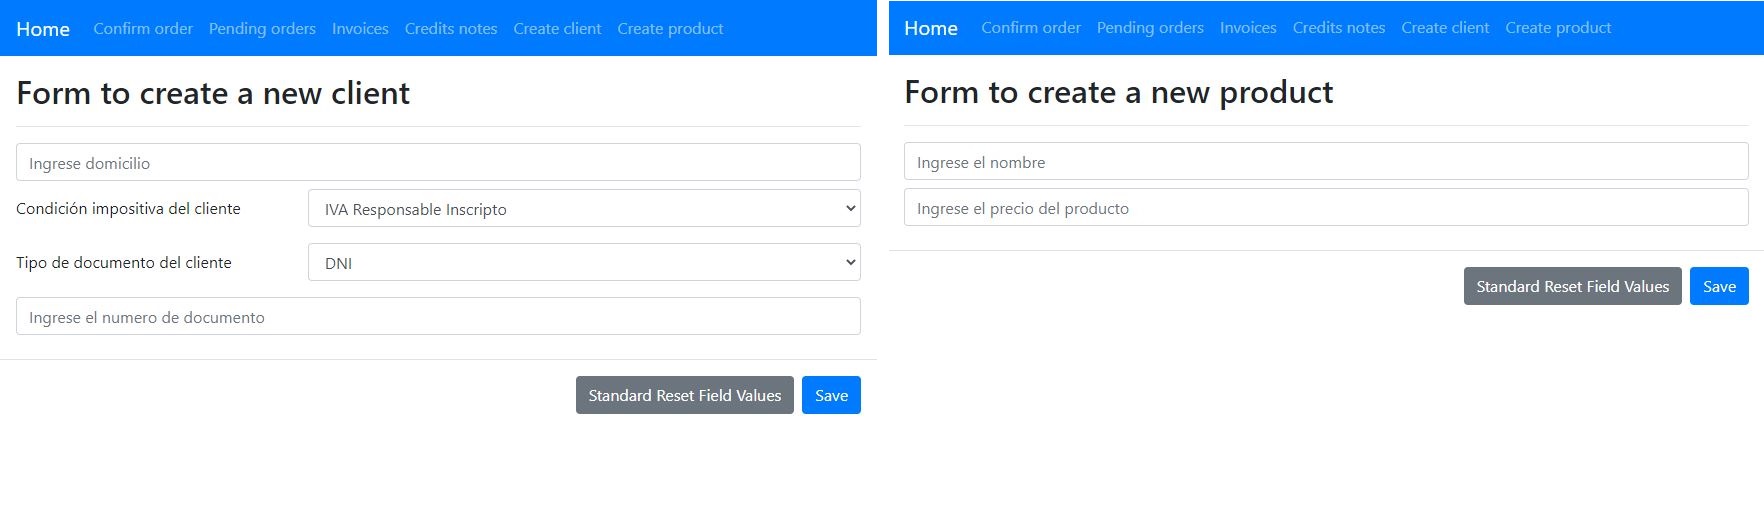 Home Confirm order Pending orders Invoices Credits notes Create client Create product
Form to create a new client
Ingrese domicilio
Condición impositiva del cliente IVA Responsable Inscripto
Tipo de documento del cliente DNI
Ingrese el numero de documento
Standard Reset Field Values Save
Home Confirm order Pending orders Invoices Credits notes Create client Create product
Form to create a new product
Ingrese el nombre
Ingrese el precio del producto
Standard Reset Field Values Save